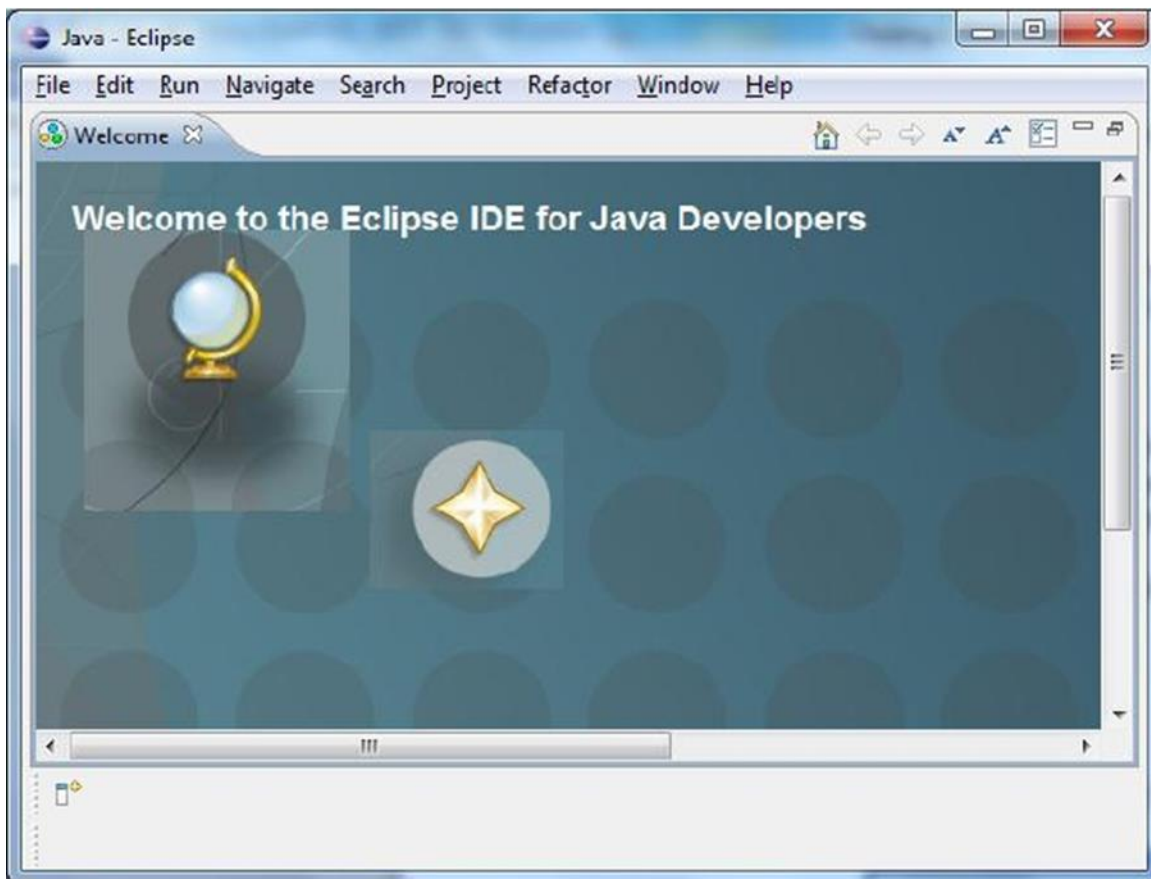 Java - Eclipse
File Edit Run Navigate Search Project Refactor Window Help
Welcome
Welcome to the Eclipse IDE for Java Developers